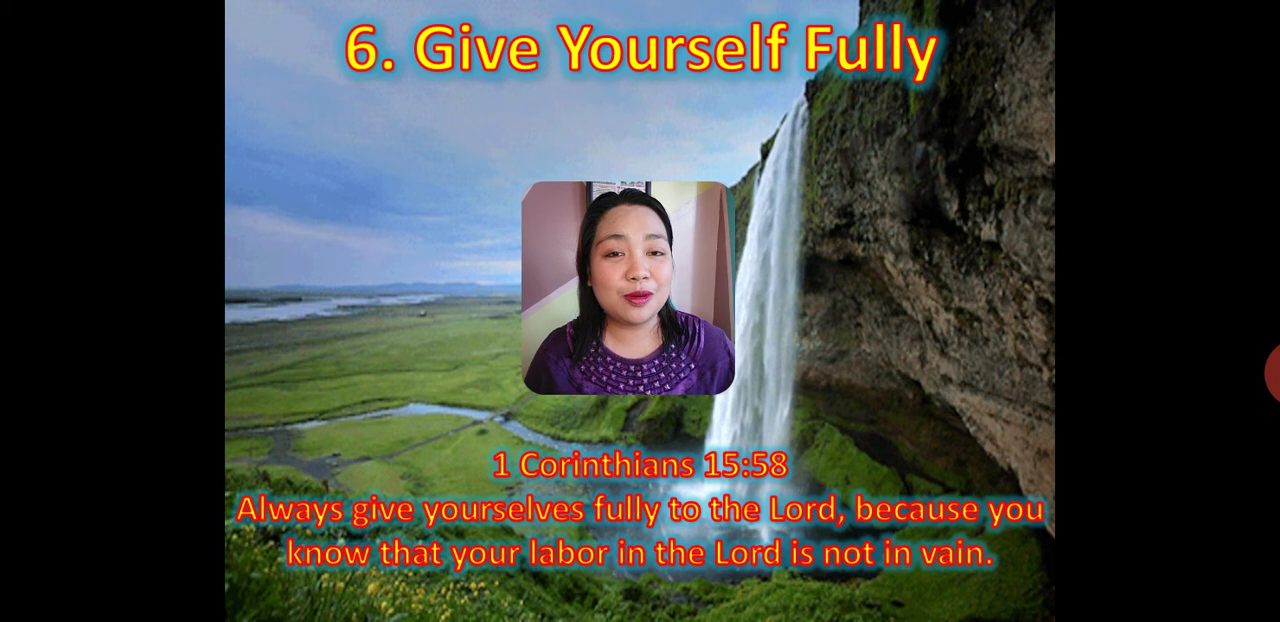 6. Give Yourself Fully
1 Corinthians 15:58
Always give yourselves fully to the Lord, because you
know that your labor in the Lord is not in vain.